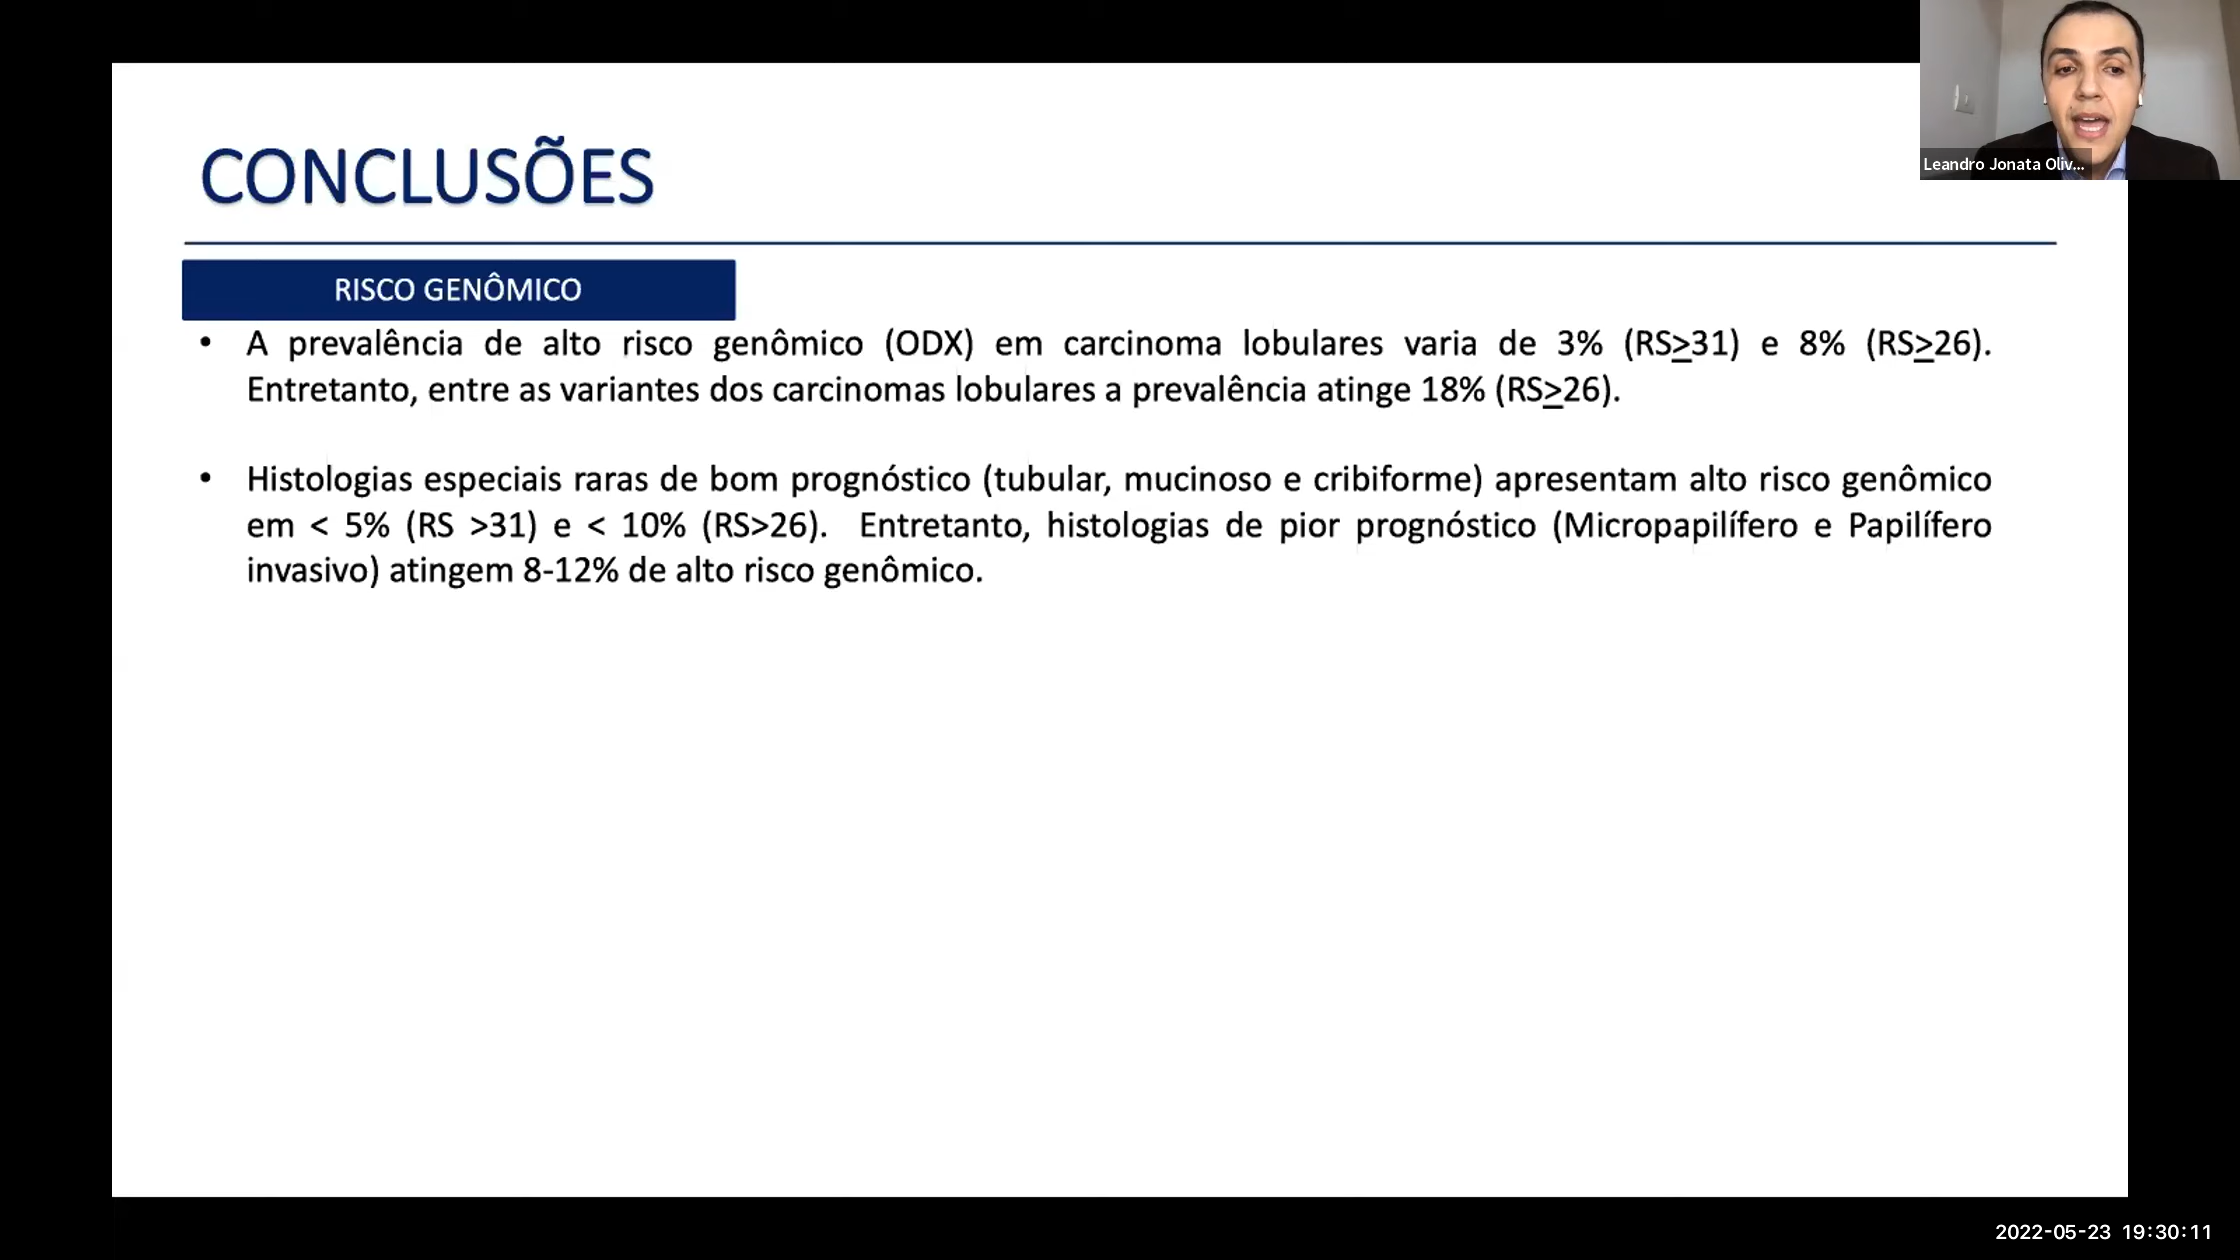 CONCLUSÕES
Leandro Jonata Oliv...
RISCO GENÔMICO
• A prevalência de alto risco genômico (ODX) em carcinoma lobulares varia de 3% (RS≥31) e 8% (RS≥26).
Entretanto, entre as variantes dos carcinomas lobulares a prevalência atinge 18% (RS≥26).
• Histologias especiais raras de bom prognóstico (tubular, mucinoso e cribiforme) apresentam alto risco genômico
em < 5% (RS >31) e < 10% (RS>26). Entretanto, histologias de pior prognóstico (Micropapilífero e Papilífero
invasivo) atingem 8-12% de alto risco genômico.
2022-05-23 19:30:11